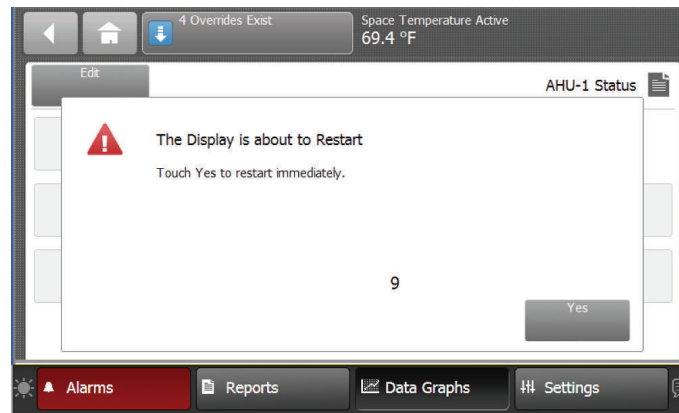 4 Overrides Exist
Space Temperature Active
69.4 °F
Edit
AHU-1 Status
The Display is about to Restart
Touch Yes to restart immediately.
9
Yes
Alarms
Reports
Data Graphs
Settings